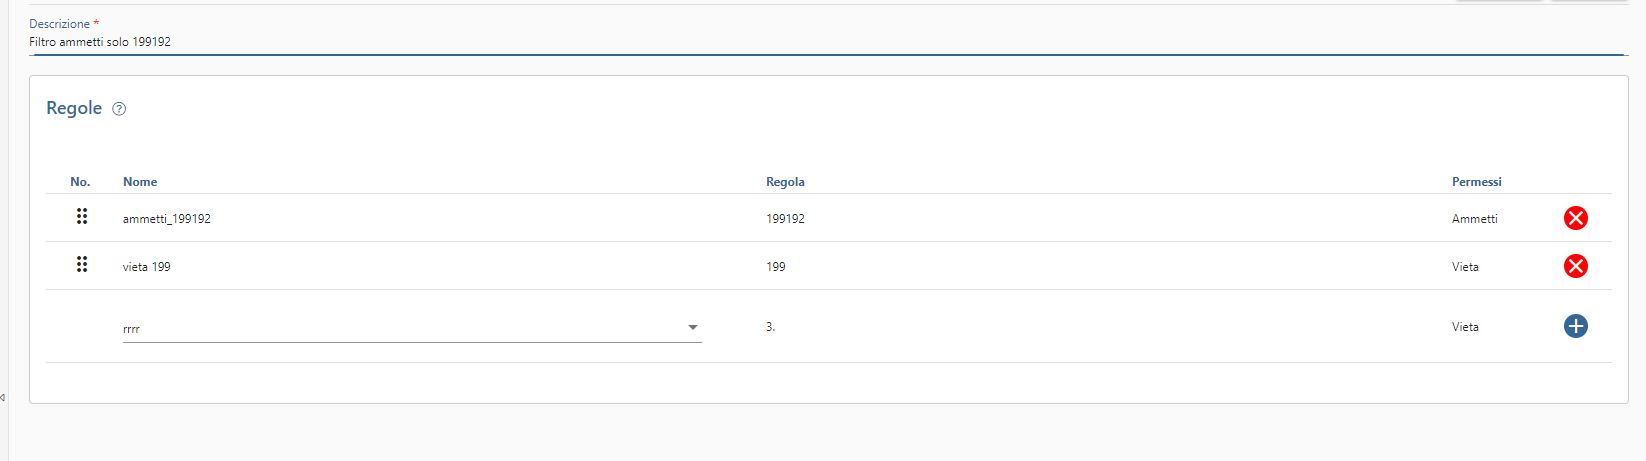 Descrizione *
Filtro ammetti solo 199192
Regole ?
No. Nome Regola Permessi
ammetti_199192 199192 Ammetti
vieta 199 199 Vieta
rrrr 3. Vieta